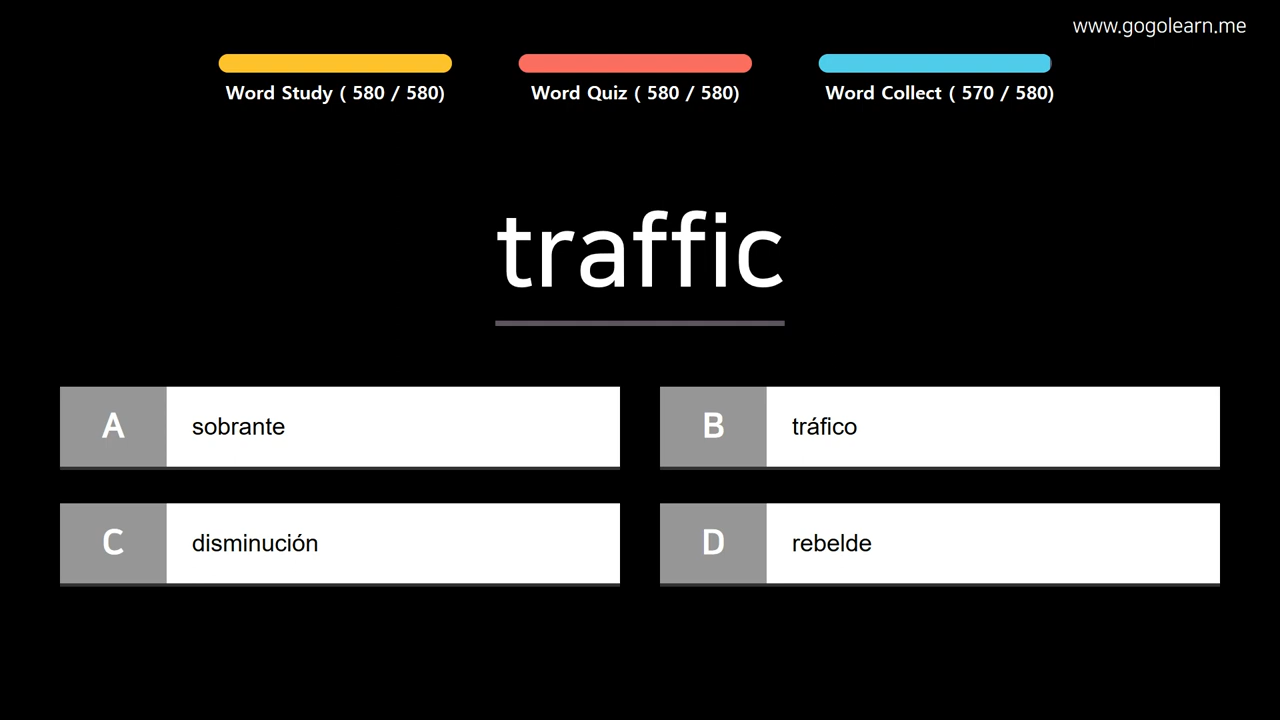 www.gogolearn.me
Word Study ( 580 / 580)
Word Quiz ( 580 / 580)
Word Collect ( 570 / 580)
traffic
A sobrante
B tráfico
C disminución
D rebelde